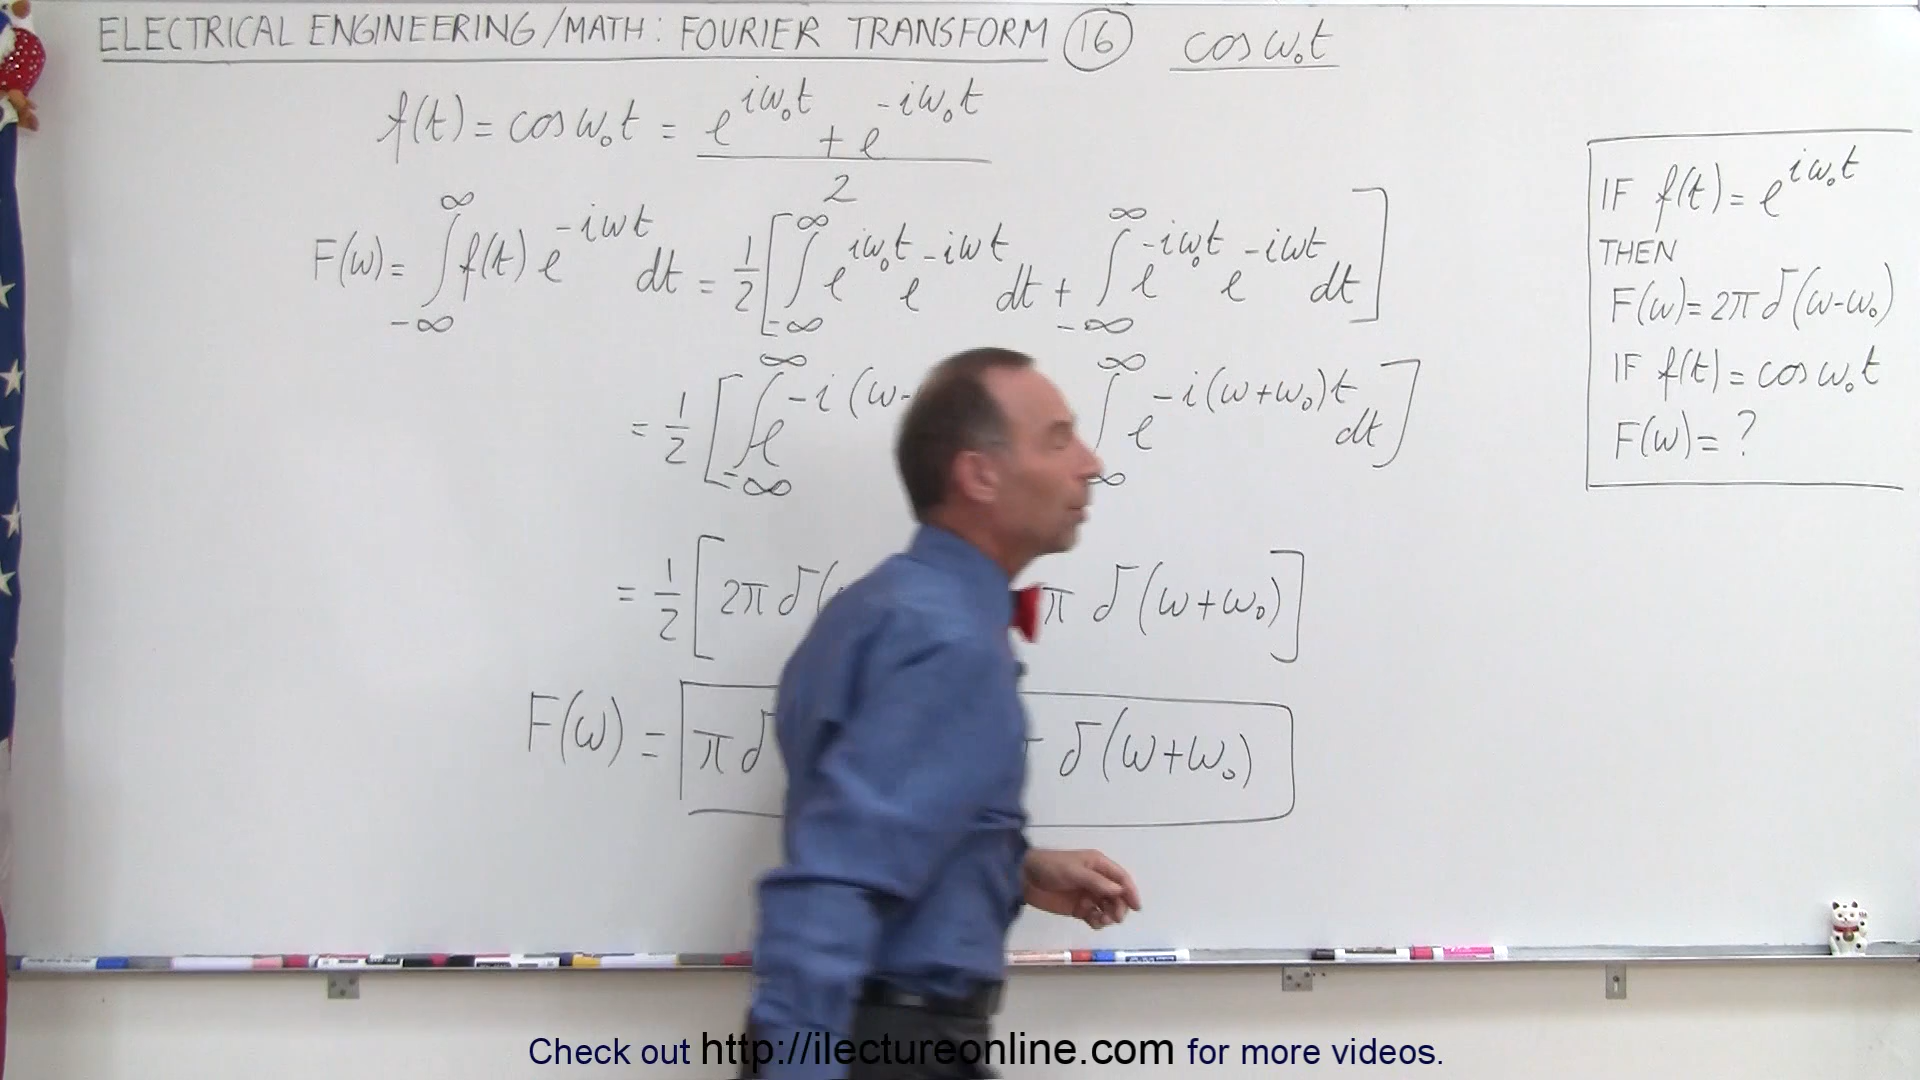 ELECTRICAL ENGINEERING/MATH: FOURIER TRANSFORM 16 cos ω₀t
f(t) = cos ω₀t = (e^{iω₀t} + e^{-iω₀t}) / 2
F(ω) = ∫_{-∞}^{∞} f(t) e^{-iωt} dt = 1/2 [ ∫_{-∞}^{∞} e^{iω₀t} e^{-iωt} dt + ∫_{-∞}^{∞} e^{-iω₀t} e^{-iωt} dt ]
= 1/2 [ ∫_{-∞}^{∞} e^{-i(ω- ∫^{∞} e^{-i(ω+ω₀)t} dt ]
= 1/2 [ 2π δ( π δ(ω+ω₀) ]
F(ω) = π δ δ(ω+ω₀)
IF f(t) = e^{iω₀t}
THEN
F(ω) = 2π δ(ω-ω₀)
IF f(t) = cos ω₀t
F(ω) = ?
Check out http://ilectureonline.com for more videos.